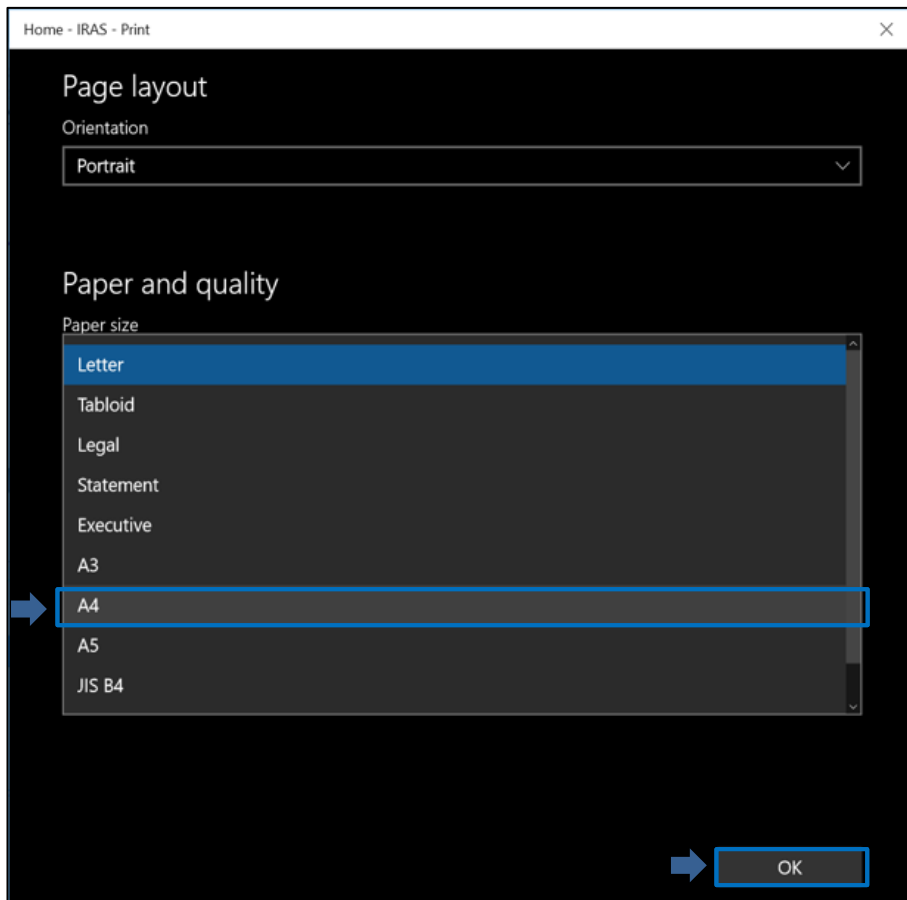 Home - IRAS - Print
Page layout
Orientation
Portrait
Paper and quality
Paper size
Letter
Tabloid
Legal
Statement
Executive
A3
A4
A5
JIS B4
OK